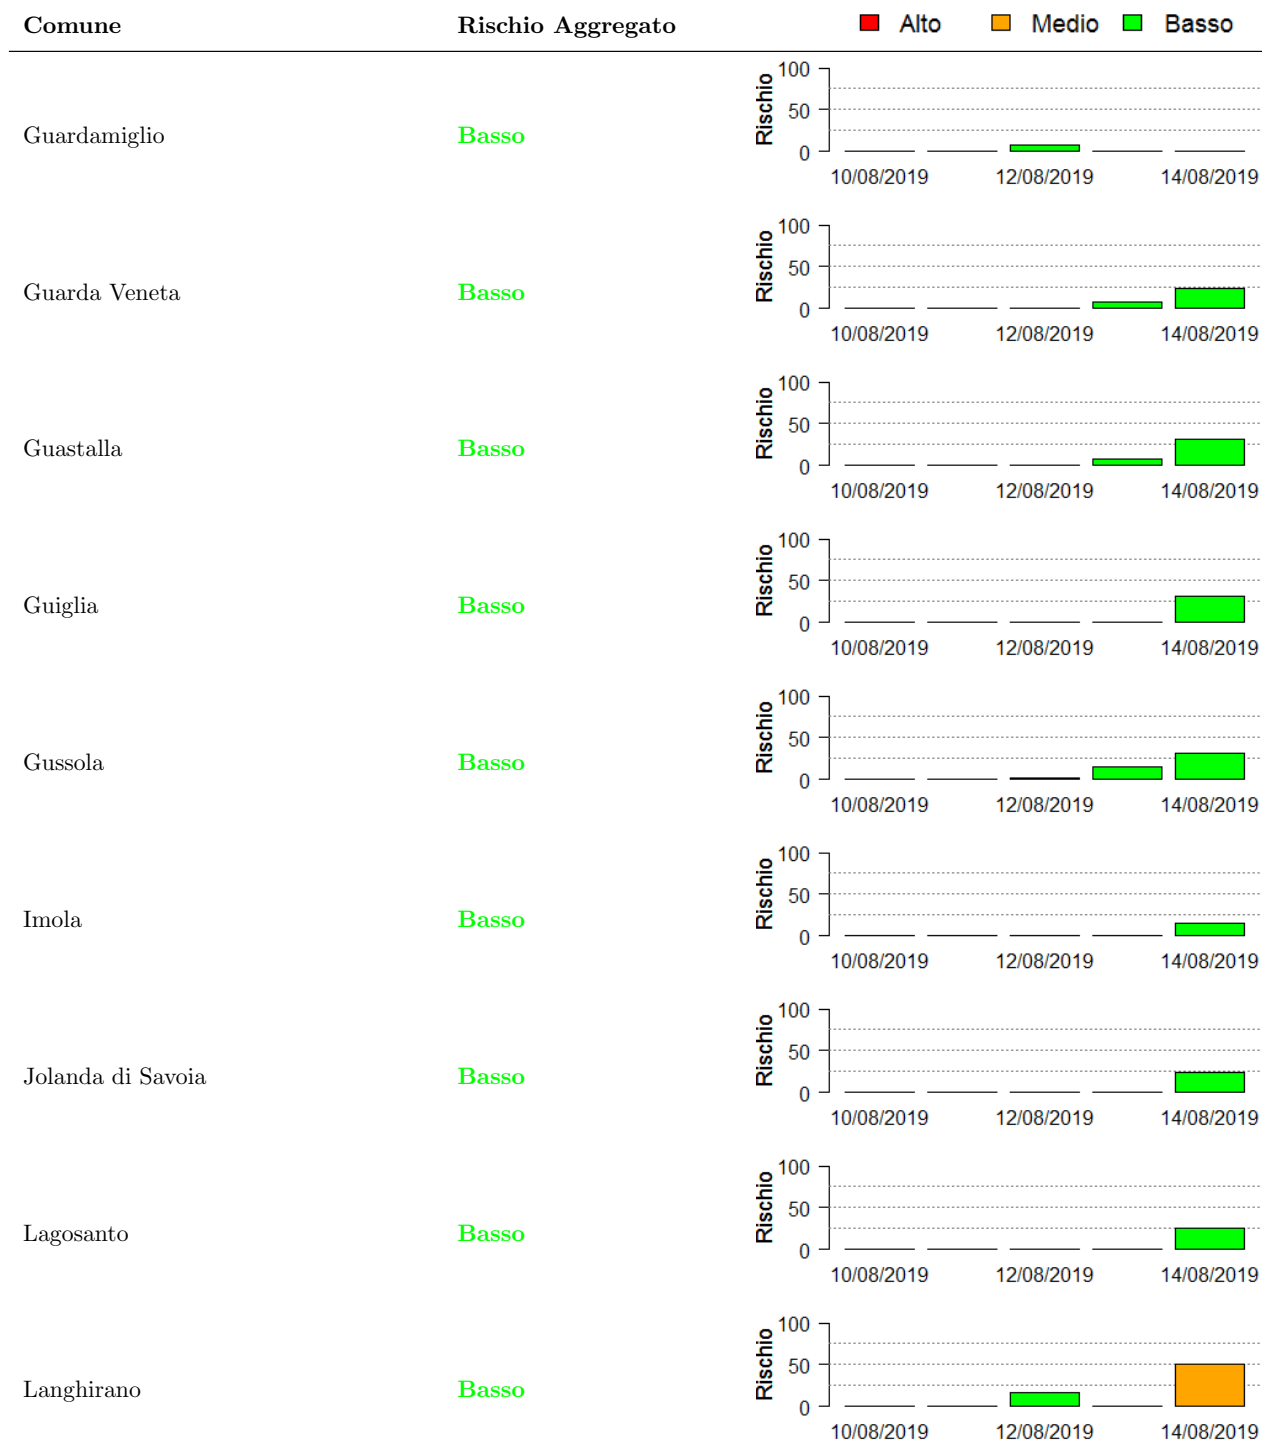 Comune Rischio Aggregato Alto Medio Basso
Guardamiglio Basso Rischio 100 50 0
10/08/2019 12/08/2019 14/08/2019
Guarda Veneta Basso Rischio 100 50 0
10/08/2019 12/08/2019 14/08/2019
Guastalla Basso Rischio 100 50 0
10/08/2019 12/08/2019 14/08/2019
Guiglia Basso Rischio 100 50 0
10/08/2019 12/08/2019 14/08/2019
Gussola Basso Rischio 100 50 0
10/08/2019 12/08/2019 14/08/2019
Imola Basso Rischio 100 50 0
10/08/2019 12/08/2019 14/08/2019
Jolanda di Savoia Basso Rischio 100 50 0
10/08/2019 12/08/2019 14/08/2019
Lagosanto Basso Rischio 100 50 0
10/08/2019 12/08/2019 14/08/2019
Langhirano Basso Rischio 100 50 0
10/08/2019 12/08/2019 14/08/2019